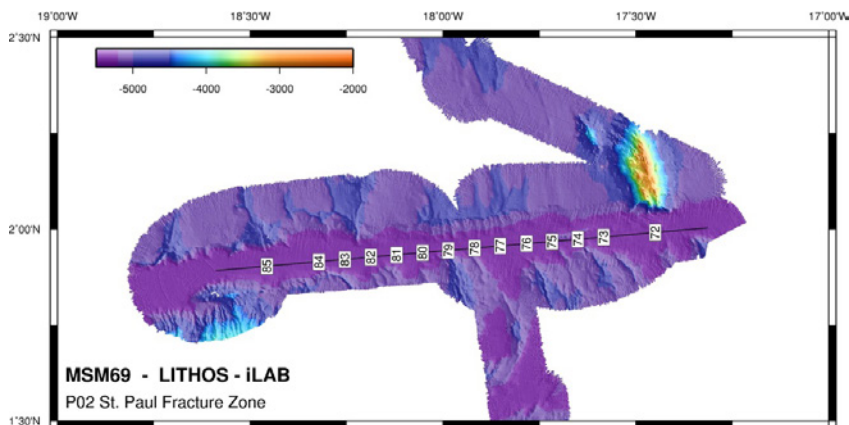 19°00'W 18°30'W 18°00'W 17°30'W 17°00'W
2°30'N
-5000 -4000 -3000 -2000
2°00'N
85 84 83 82 81 80 79 78 77 76 75 74 73 72
MSM69 - LITHOS - iLAB
P02 St. Paul Fracture Zone
1°30'N